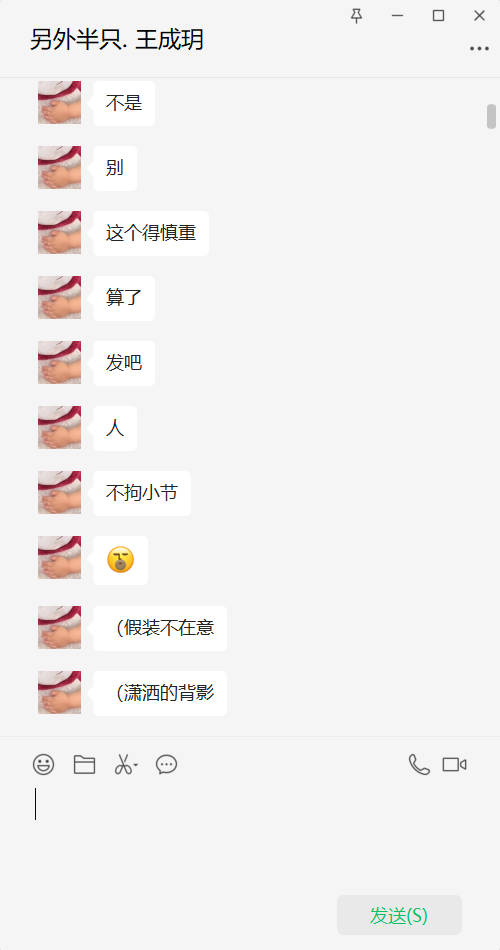 另外半只. 王成玥
不是
别
这个得慎重
算了
发吧
人
不拘小节
（假装不在意
（潇洒的背影
发送(S)